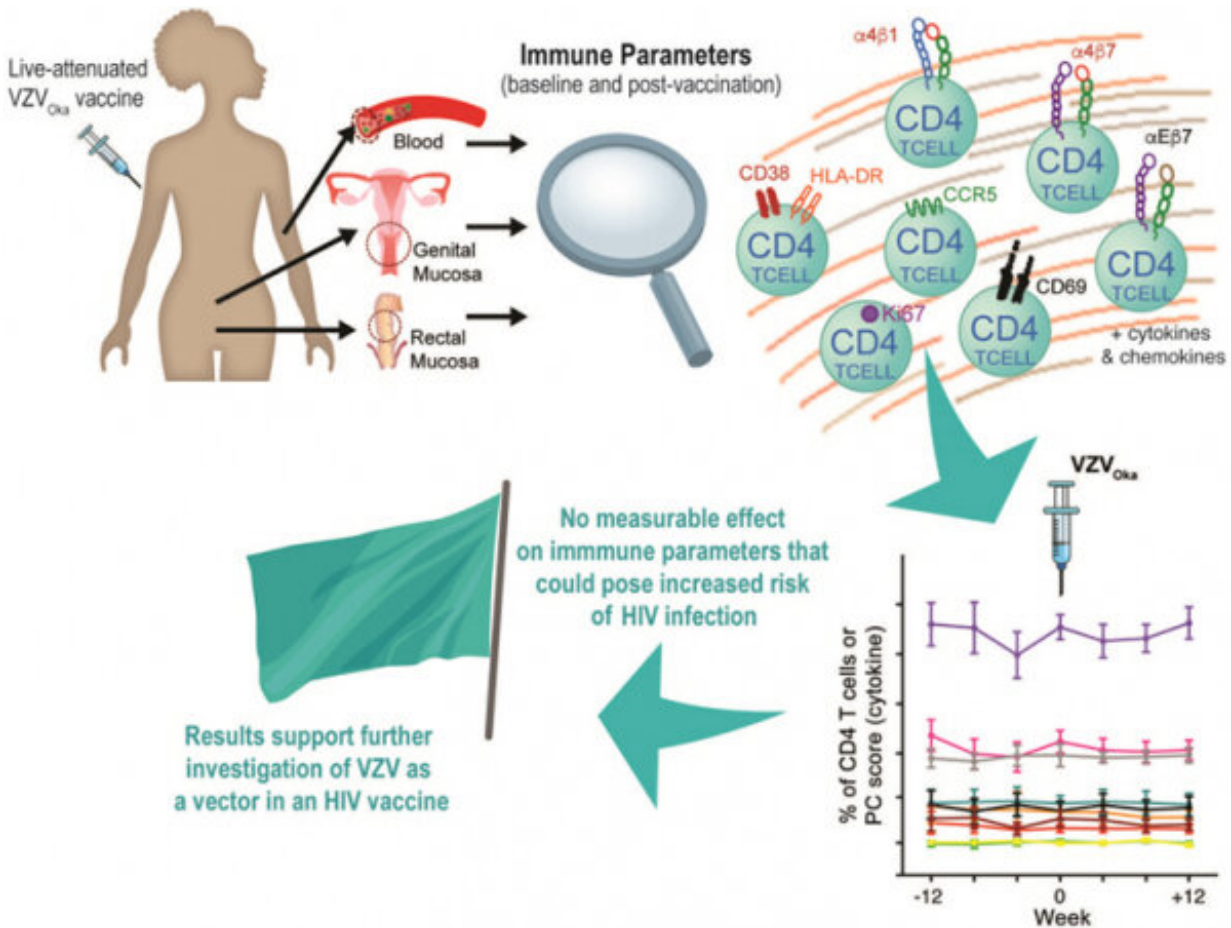 Live-attenuated
VZVOka vaccine
Blood
Genital
Mucosa
Rectal
Mucosa
Immune Parameters
(baseline and post-vaccination)
α4β1
CD4
TCELL
α4β7
CD4
TCELL
αEβ7
CD4
TCELL
CD38
HLA-DR
CD4
TCELL
CCR5
CD4
TCELL
CD69
CD4
TCELL
Ki67
CD4
TCELL
+ cytokines
& chemokines
VZVOka
% of CD4 T cells or
PC score (cytokine)
-12
0
+12
Week
No measurable effect
on immmune parameters that
could pose increased risk
of HIV infection
Results support further
investigation of VZV as
a vector in an HIV vaccine